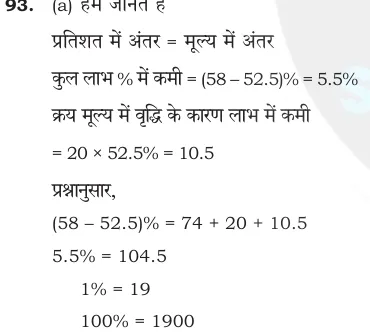 93. (a) हम जानते हैं
प्रतिशत में अंतर = मूल्य में अंतर
कुल लाभ % में कमी = (58 – 52.5)% = 5.5%
क्रय मूल्य में वृद्धि के कारण लाभ में कमी
= 20 × 52.5% = 10.5
प्रश्नानुसार,
(58 – 52.5)% = 74 + 20 + 10.5
5.5% = 104.5
1% = 19
100% = 1900